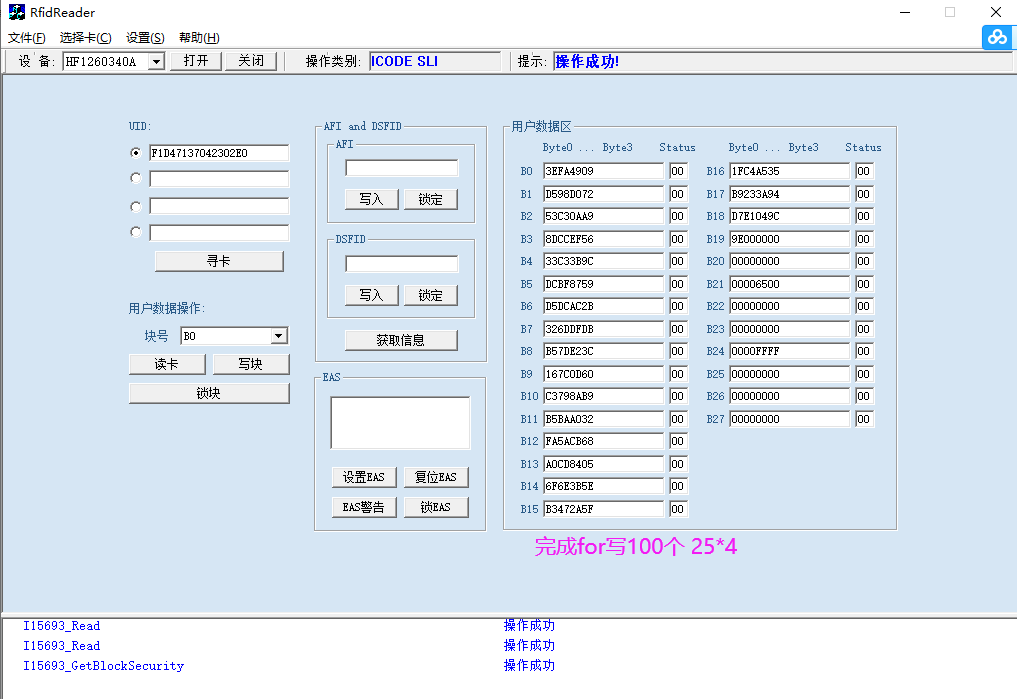 RfidReader
文件(F) 选择卡(C) 设置(S) 帮助(H)
设 备: HF1260340A 打开 关闭 操作类别: ICODE SLI 提示: 操作成功!
UID:
F1D47137042302E0
寻卡
用户数据操作:
块号 B0
读卡 写块
锁块
AFI and DSFID
AFI
写入 锁定
DSFID
写入 锁定
获取信息
EAS
设置EAS 复位EAS
EAS警告 锁EAS
用户数据区
Byte0 ... Byte3 Status Byte0 ... Byte3 Status
B0 3EFA4909 00 B16 1FC4A535 00
B1 D598D072 00 B17 B9233A94 00
B2 53C30AA9 00 B18 D7E1049C 00
B3 8DCCEF56 00 B19 9E000000 00
B4 33C33B9C 00 B20 00000000 00
B5 DCBF8759 00 B21 00006500 00
B6 D5DCAC2B 00 B22 00000000 00
B7 326DDFDB 00 B23 00000000 00
B8 B57DE23C 00 B24 0000FFFF 00
B9 167C0D60 00 B25 00000000 00
B10 C3798AB9 00 B26 00000000 00
B11 B5BAA032 00 B27 00000000 00
B12 FA5ACB68 00
B13 A0CD8405 00
B14 6F6E3B5E 00
B15 B3472A5F 00
完成for写100个 25*4
I15693_Read 操作成功
I15693_Read 操作成功
I15693_GetBlockSecurity 操作成功